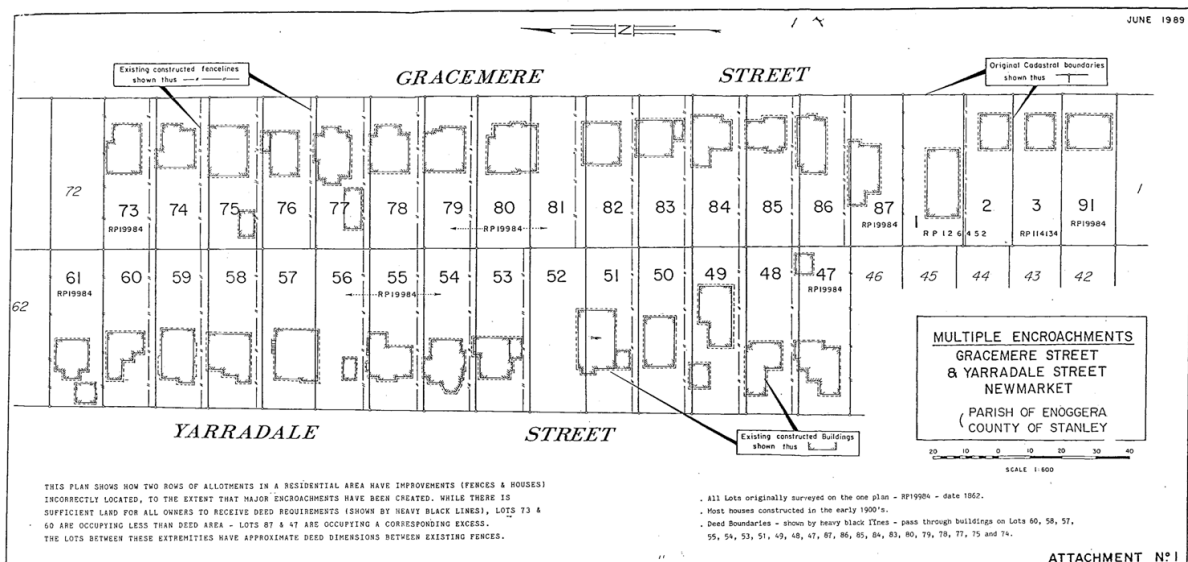 JUNE 1989
N
Existing constructed fencelines
shown thus
GRACEMERE STREET
Original Cadastral boundaries
shown thus
72 73 74 75 76 77 78 79 80 81 82 83 84 85 86 87 2 3 91 1
RP19984 RP19984 RP19984 RP126452 RP114134 RP19984
61 60 59 58 57 56 55 54 53 52 51 50 49 48 47 46 45 44 43 42
62 RP19984 RP19984 RP19984
YARRADALE STREET
Existing constructed Buildings
shown thus
MULTIPLE ENCROACHMENTS
GRACEMERE STREET
& YARRADALE STREET
NEWMARKET
PARISH OF ENOGGERA
COUNTY OF STANLEY
20 10 0 10 20 30 40
SCALE 1:600
THIS PLAN SHOWS HOW TWO ROWS OF ALLOTMENTS IN A RESIDENTIAL AREA HAVE IMPROVEMENTS (FENCES & HOUSES)
INCORRECTLY LOCATED, TO THE EXTENT THAT MAJOR ENCROACHMENTS HAVE BEEN CREATED. WHILE THERE IS
SUFFICIENT LAND FOR ALL OWNERS TO RECEIVE DEED REQUIREMENTS (SHOWN BY HEAVY BLACK LINES), LOTS 73 &
60 ARE OCCUPYING LESS THAN DEED AREA - LOTS 87 & 47 ARE OCCUPYING A CORRESPONDING EXCESS.
THE LOTS BETWEEN THESE EXTREMITIES HAVE APPROXIMATE DEED DIMENSIONS BETWEEN EXISTING FENCES.
. All Lots originally surveyed on the one plan - RP19984 - date 1862.
. Most houses constructed in the early 1900's.
. Deed Boundaries - shown by heavy black lines - pass through buildings on Lots 60, 58, 57,
55, 54, 53, 51, 49, 48, 47, 87, 86, 85, 84, 83, 80, 79, 78, 77, 75 and 74.
ATTACHMENT Nº1